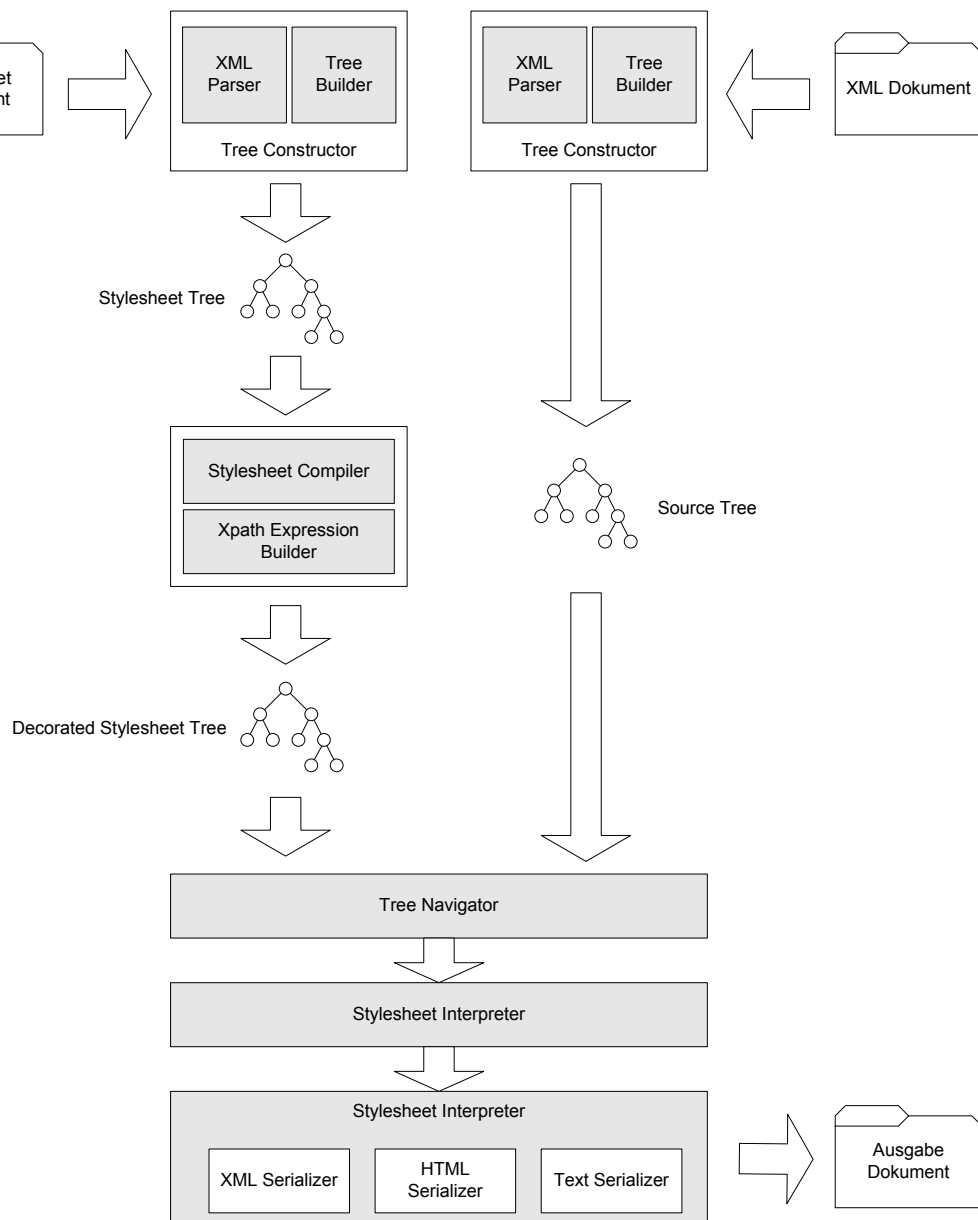 XML
Parser
Tree
Builder
Tree Constructor
XML
Parser
Tree
Builder
Tree Constructor
XML Dokument
Stylesheet Tree
Stylesheet Compiler
Xpath Expression
Builder
Source Tree
Decorated Stylesheet Tree
Tree Navigator
Stylesheet Interpreter
Stylesheet Interpreter
XML Serializer
HTML
Serializer
Text Serializer
Ausgabe
Dokument